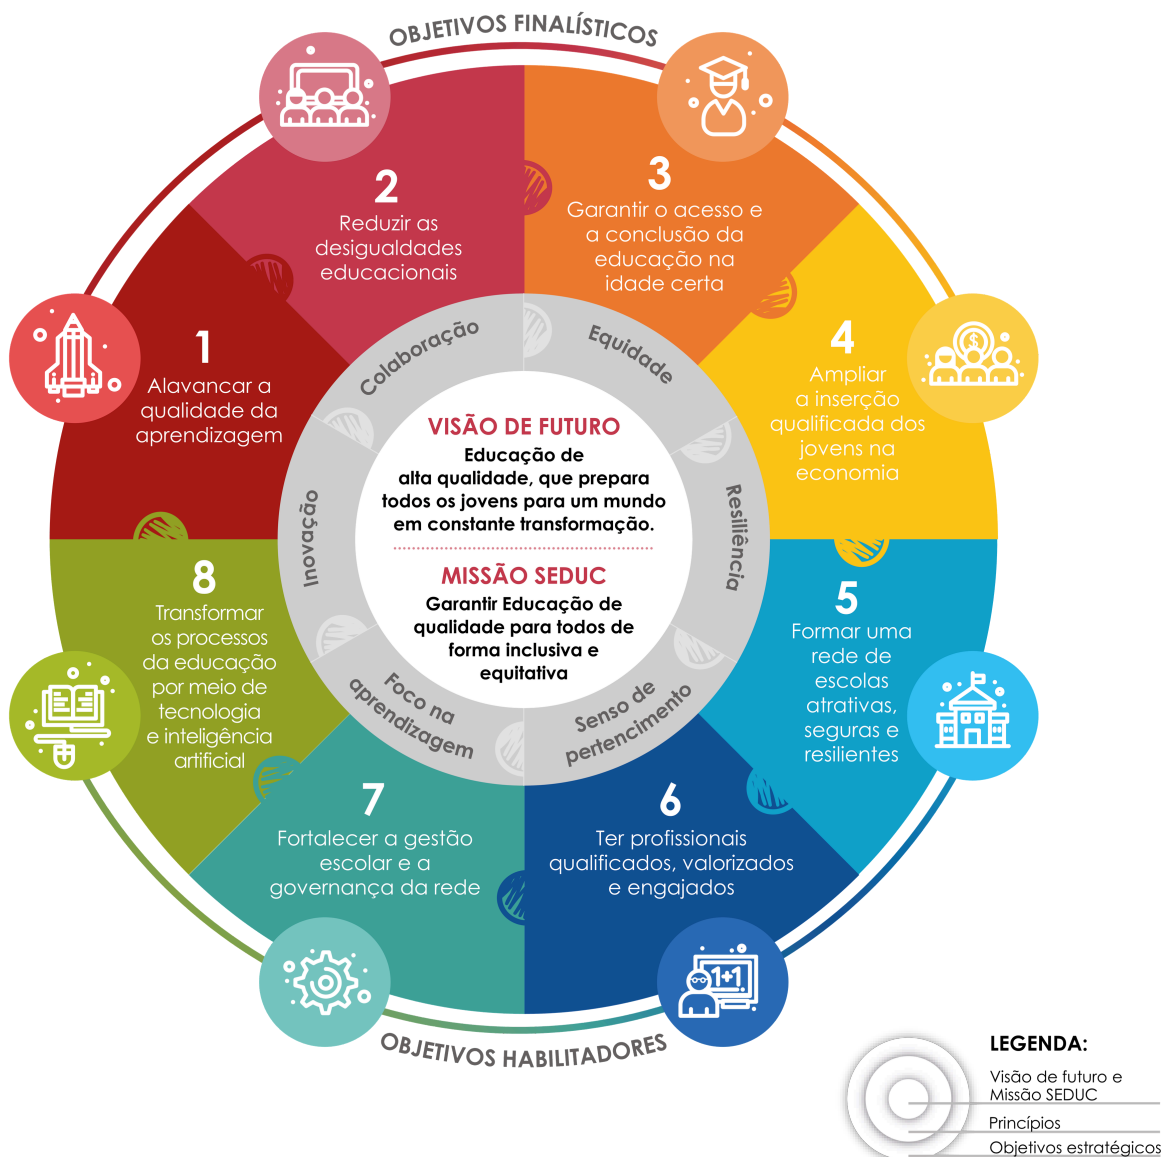 OBJETIVOS FINALÍSTICOS
1
Alavancar a
qualidade da
aprendizagem
2
Reduzir as
desigualdades
educacionais
3
Garantir o acesso e
a conclusão da
educação na
idade certa
4
Ampliar
a inserção
qualificada dos
jovens na
economia
5
Formar uma
rede de
escolas
atrativas,
seguras e
resilientes
6
Ter profissionais
qualificados, valorizados
e engajados
7
Fortalecer a gestão
escolar e a
governança da rede
8
Transformar
os processos
da educação
por meio de
tecnologia
e inteligência
artificial
Colaboração
Equidade
Resiliência
Senso de
pertencimento
Foco na
aprendizagem
Inovação
VISÃO DE FUTURO
Educação de
alta qualidade, que prepara
todos os jovens para um mundo
em constante transformação.
MISSÃO SEDUC
Garantir Educação de
qualidade para todos de
forma inclusiva e
equitativa
$
1+1
OBJETIVOS HABILITADORES
LEGENDA:
Visão de futuro e
Missão SEDUC
Princípios
Objetivos estratégicos